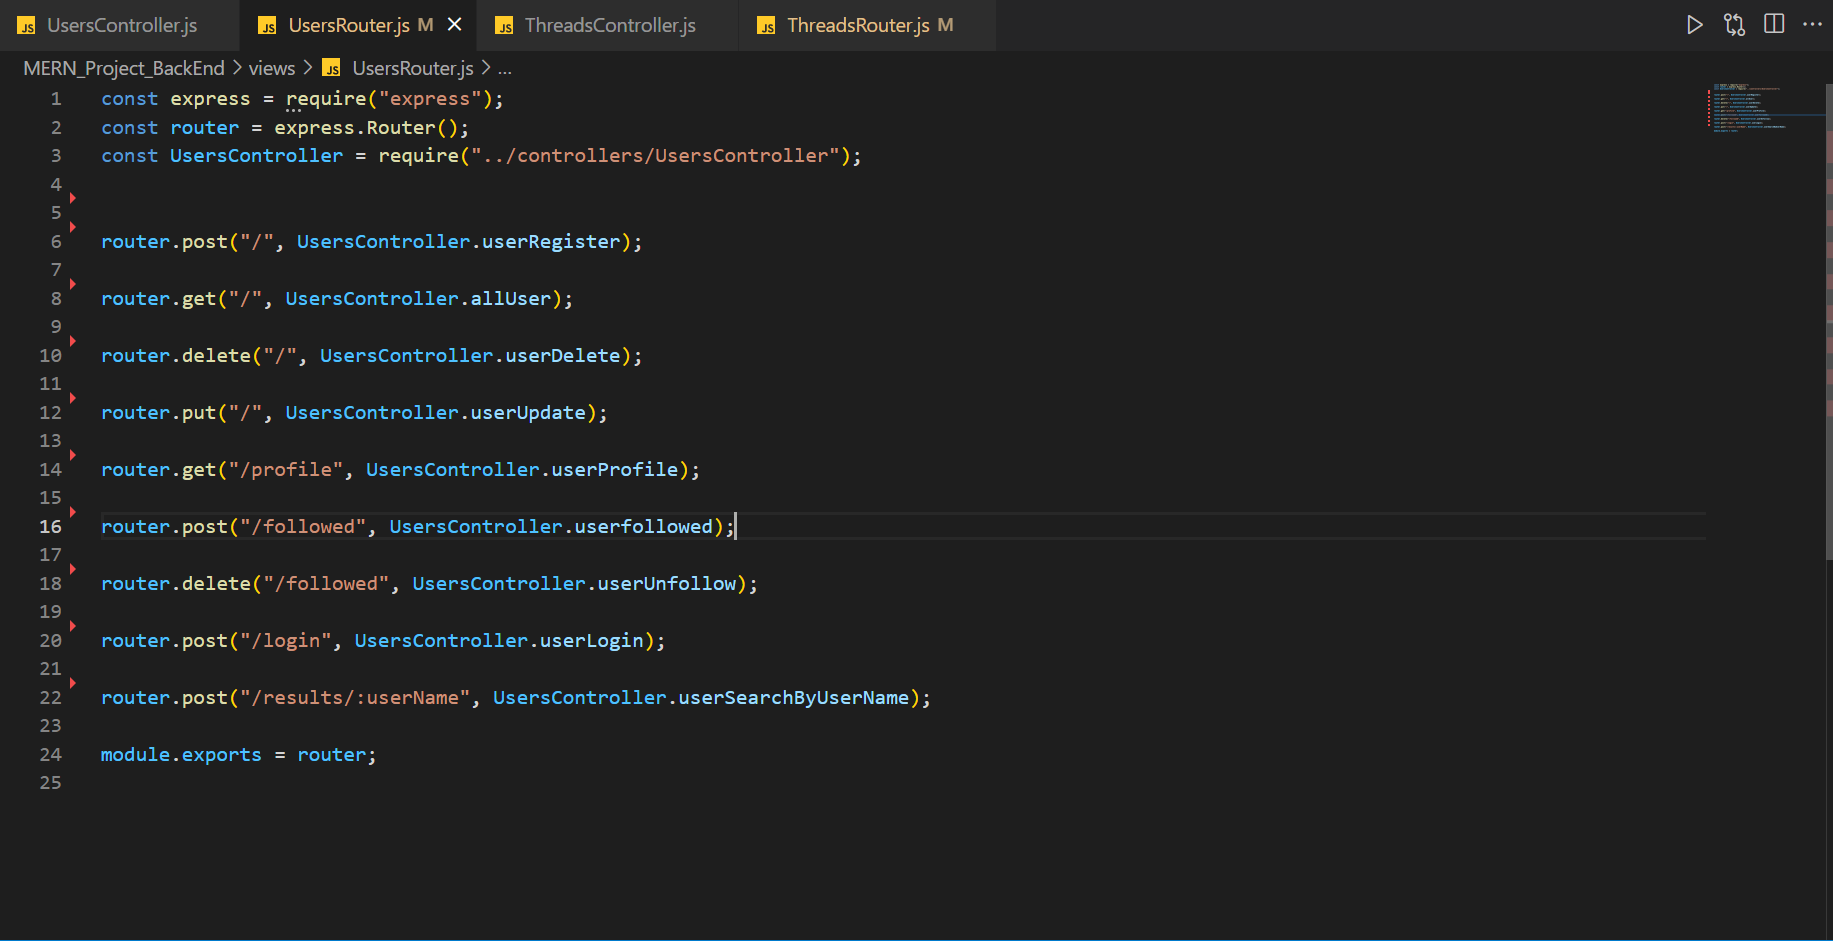 JS UsersController.js JS UsersRouter.js M JS ThreadsController.js JS ThreadsRouter.js M
MERN_Project_BackEnd > views > JS UsersRouter.js > ...
1 const express = require("express");
2 const router = express.Router();
3 const UsersController = require("../controllers/UsersController");
4
5
6 router.post("/", UsersController.userRegister);
7
8 router.get("/", UsersController.allUser);
9
10 router.delete("/", UsersController.userDelete);
11
12 router.put("/", UsersController.userUpdate);
13
14 router.get("/profile", UsersController.userProfile);
15
16 router.post("/followed", UsersController.userfollowed);
17
18 router.delete("/followed", UsersController.userUnfollow);
19
20 router.post("/login", UsersController.userLogin);
21
22 router.post("/results/:userName", UsersController.userSearchByUserName);
23
24 module.exports = router;
25